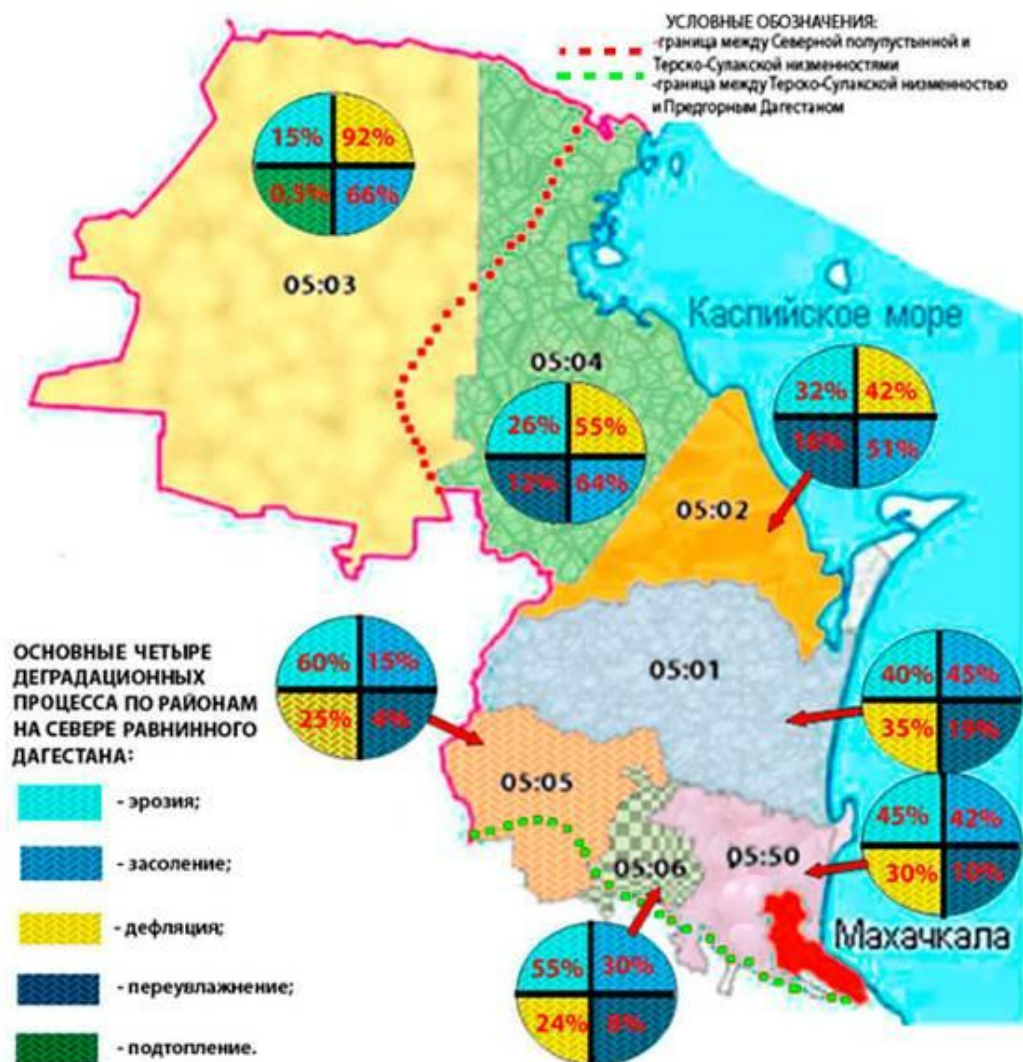 УСЛОВНЫЕ ОБОЗНАЧЕНИЯ:
-граница между Северной полупустынной и
Терско-Сулакской низменностями
-граница между Терско-Сулакской низменностью
и Предгорным Дагестаном
15% 92%
0,5% 66%
05:03
Каспийское море
05:04
26% 55%
12% 64%
32% 42%
16% 51%
05:02
60% 15%
25% 4%
05:01
40% 45%
35% 19%
05:05
45% 42%
30% 10%
05:06
05:50
Махачкала
55% 30%
24% 8%
ОСНОВНЫЕ ЧЕТЫРЕ
ДЕГРАДАЦИОННЫХ
ПРОЦЕССА ПО РАЙОНАМ
НА СЕВЕРЕ РАВНИННОГО
ДАГЕСТАНА:
- эрозия;
- засоление;
- дефляция;
- переувлажнение;
- подтопление.